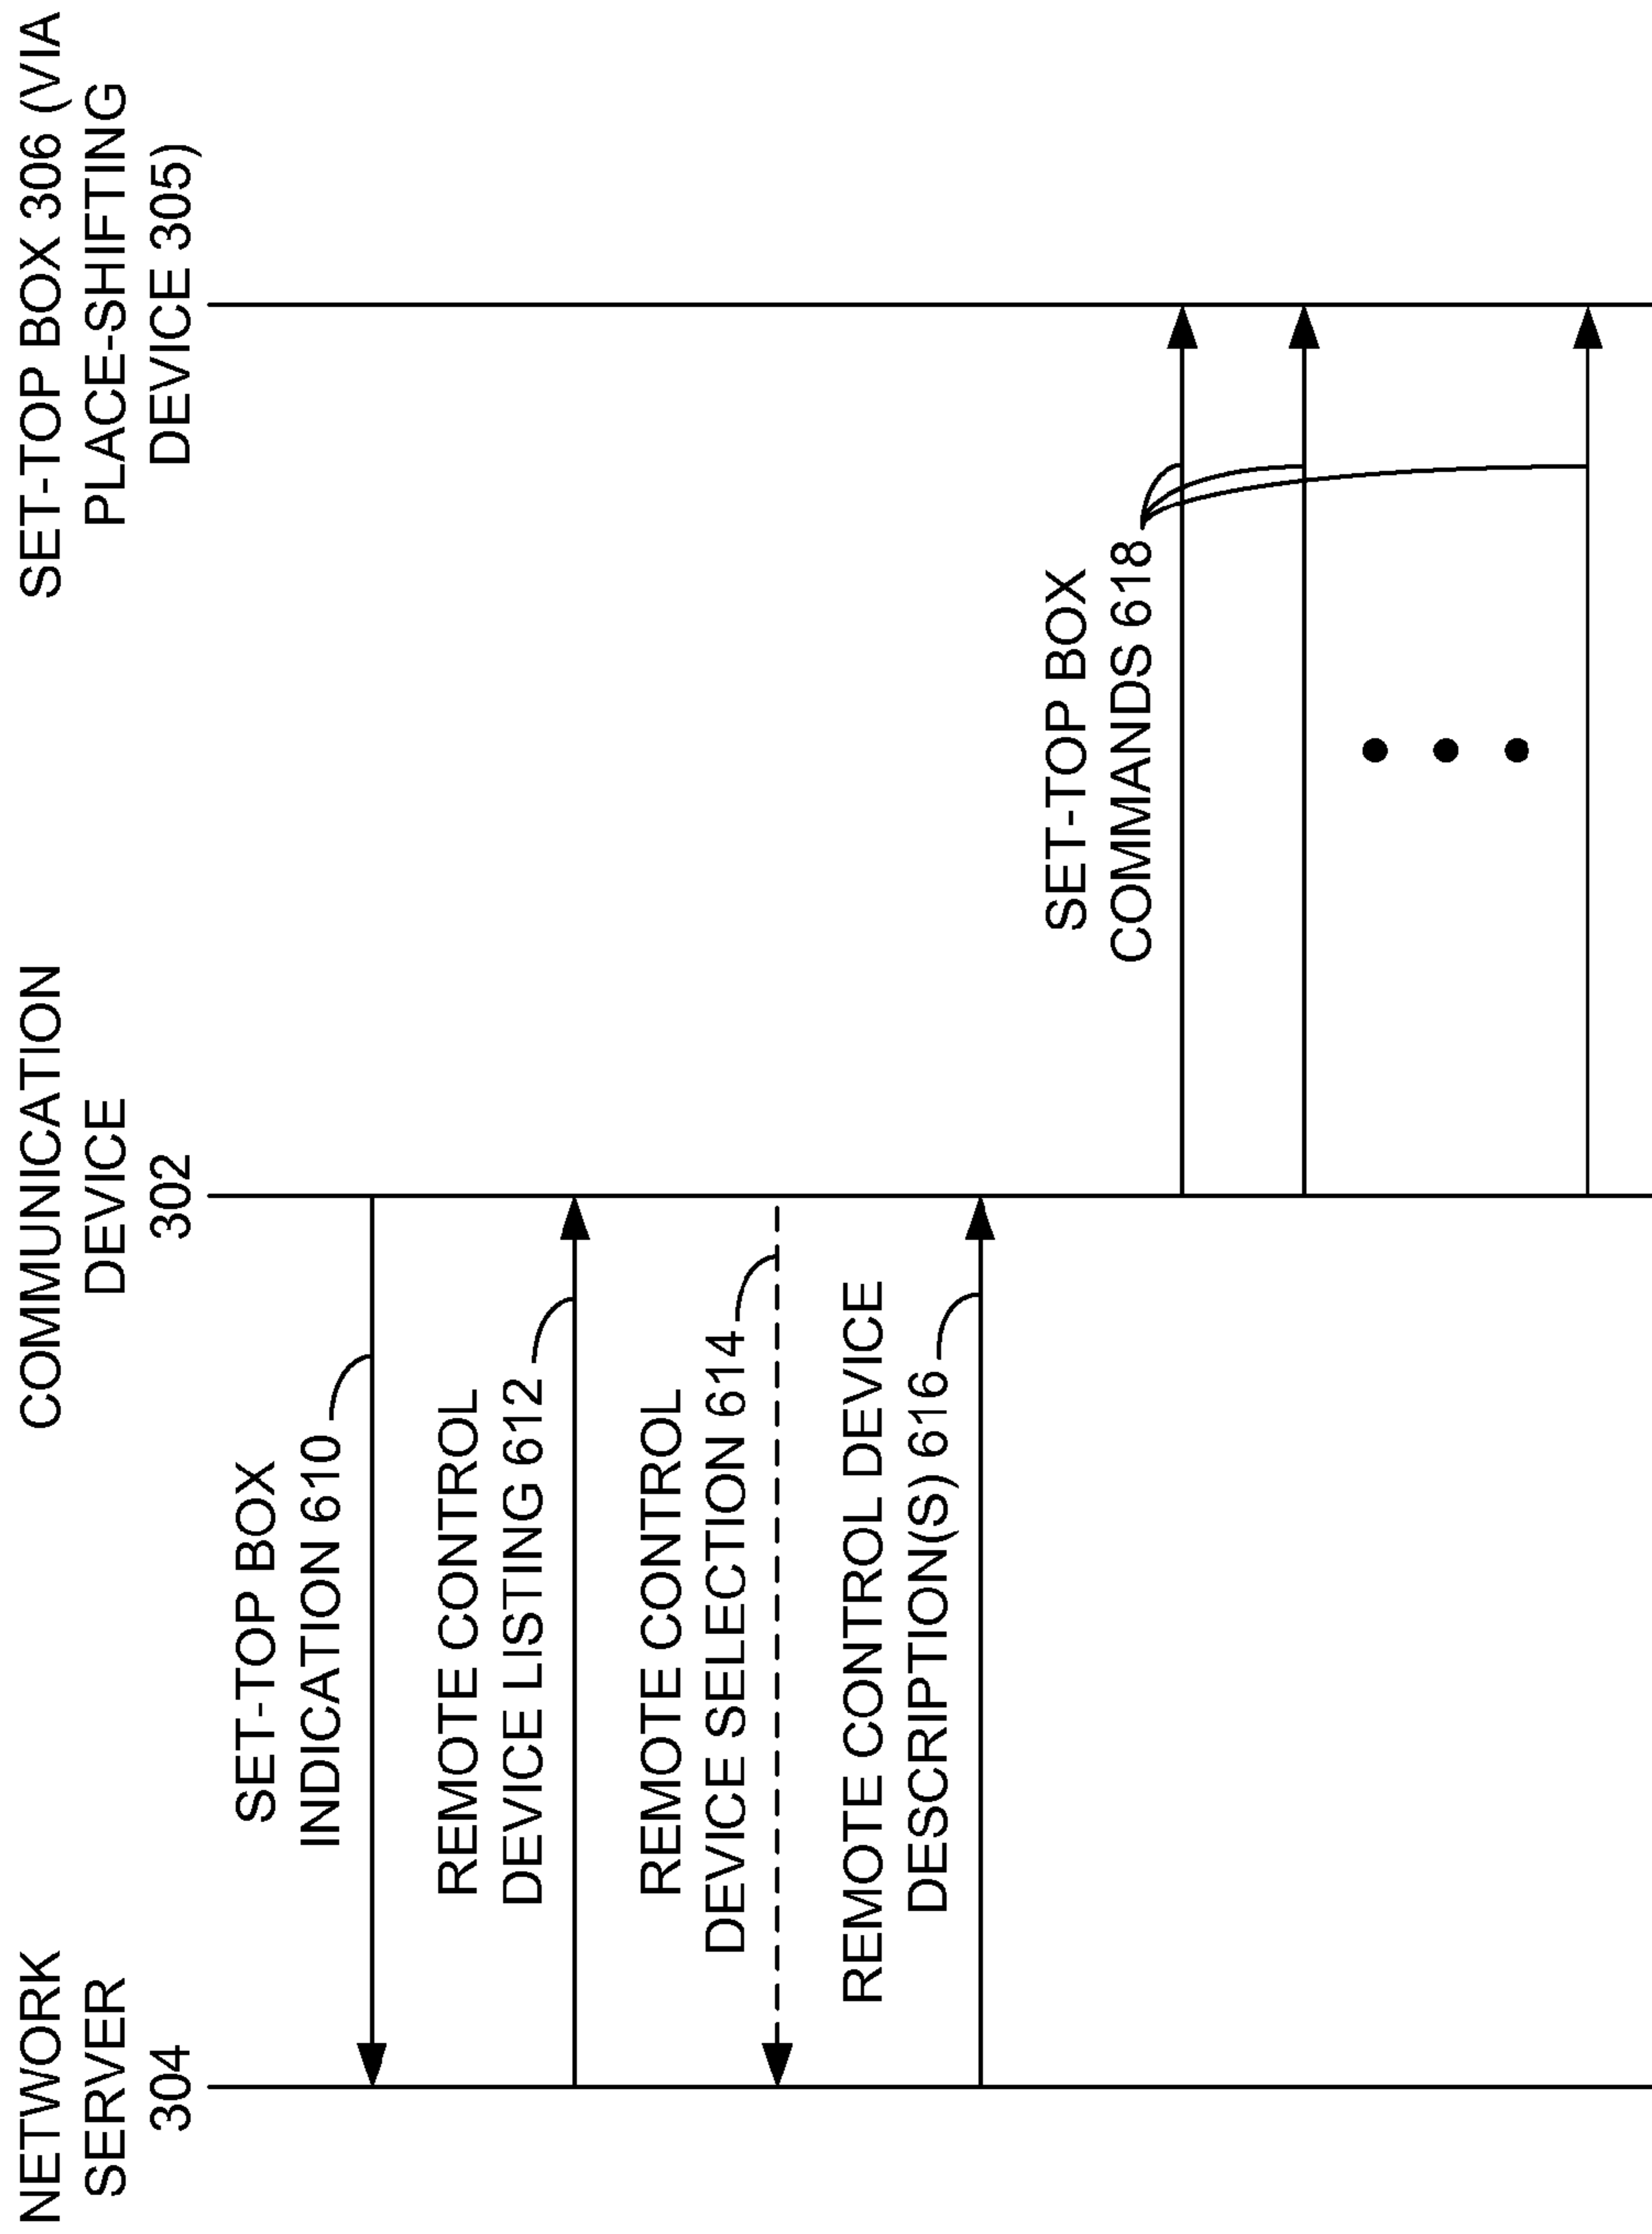 NETWORK
SERVER
304
COMMUNICATION
DEVICE
302
SET-TOP BOX 306 (VIA
PLACE-SHIFTING
DEVICE 305)
SET-TOP BOX
INDICATION 610
REMOTE CONTROL
DEVICE LISTING 612
REMOTE CONTROL
DEVICE SELECTION 614
REMOTE CONTROL DEVICE
DESCRIPTION(S) 616
SET-TOP BOX
COMMANDS 618